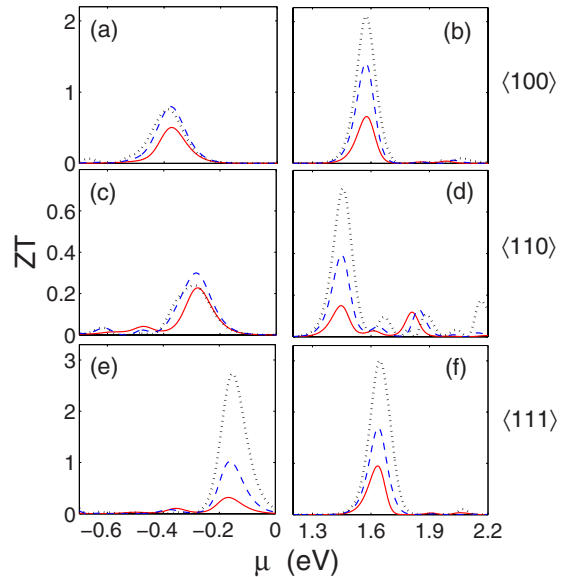 2
(a)
(b)
⟨100⟩
1
0
0.6
(c)
(d)
ZT
0.4
⟨110⟩
0.2
0
3
(e)
(f)
2
⟨111⟩
1
0
−0.6 −0.4 −0.2 0 1.3 1.6 1.9 2.2
μ (eV)